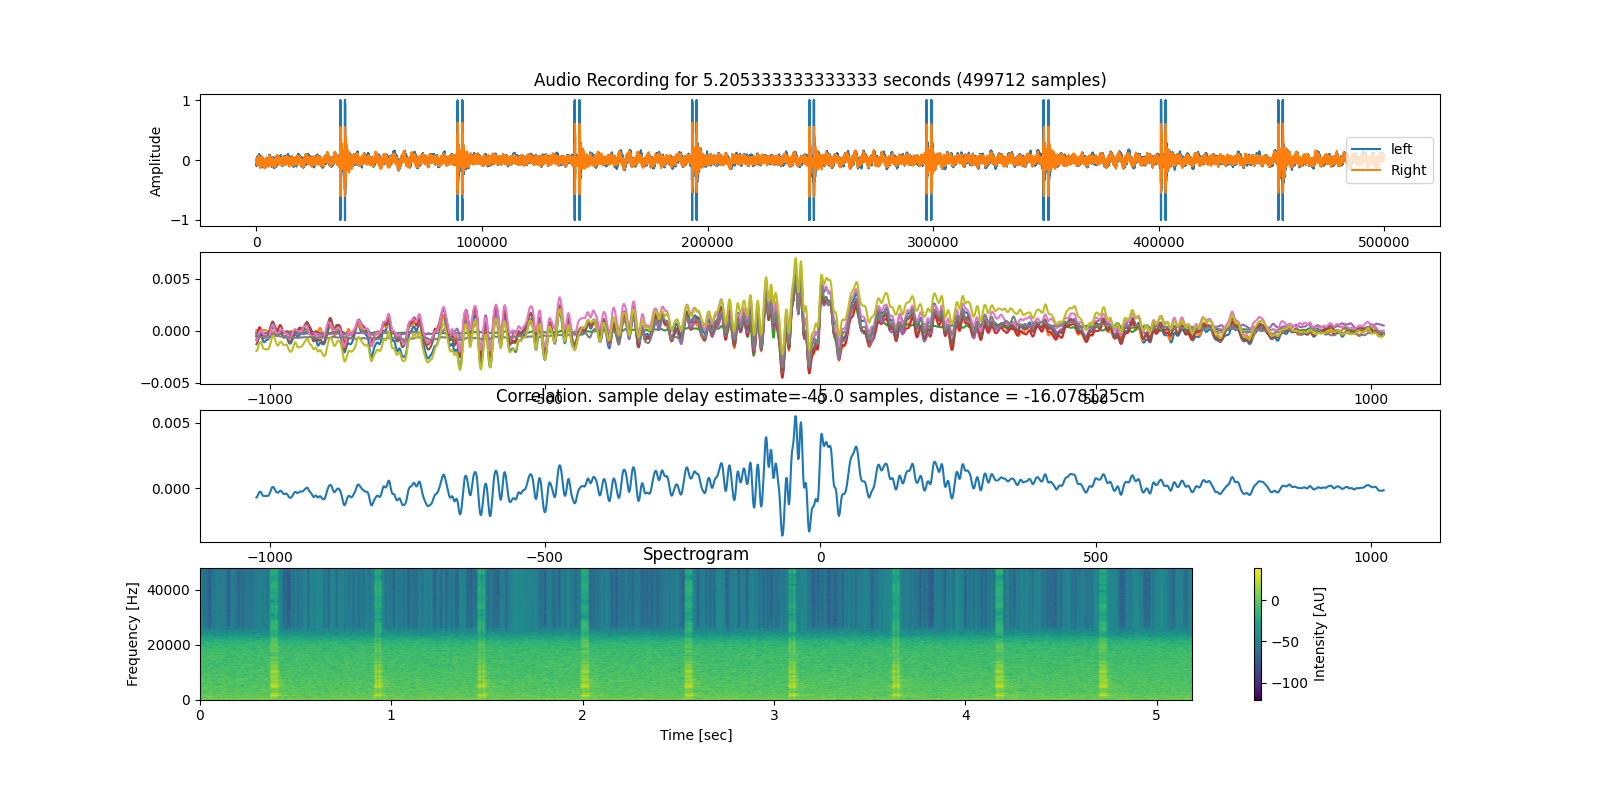 Audio Recording for 5.205333333333333 seconds (499712 samples)
Amplitude
1
0
−1
left
Right
0 100000 200000 300000 400000 500000
0.005
0.000
−0.005
−1000 −500 0 500 1000
Correlation. sample delay estimate=-45.0 samples, distance = -16.078125cm
0.005
0.000
−1000 −500 0 500 1000
Spectrogram
Frequency [Hz]
40000
20000
0
0 1 2 3 4 5
Time [sec]
0
−50
−100
Intensity [AU]